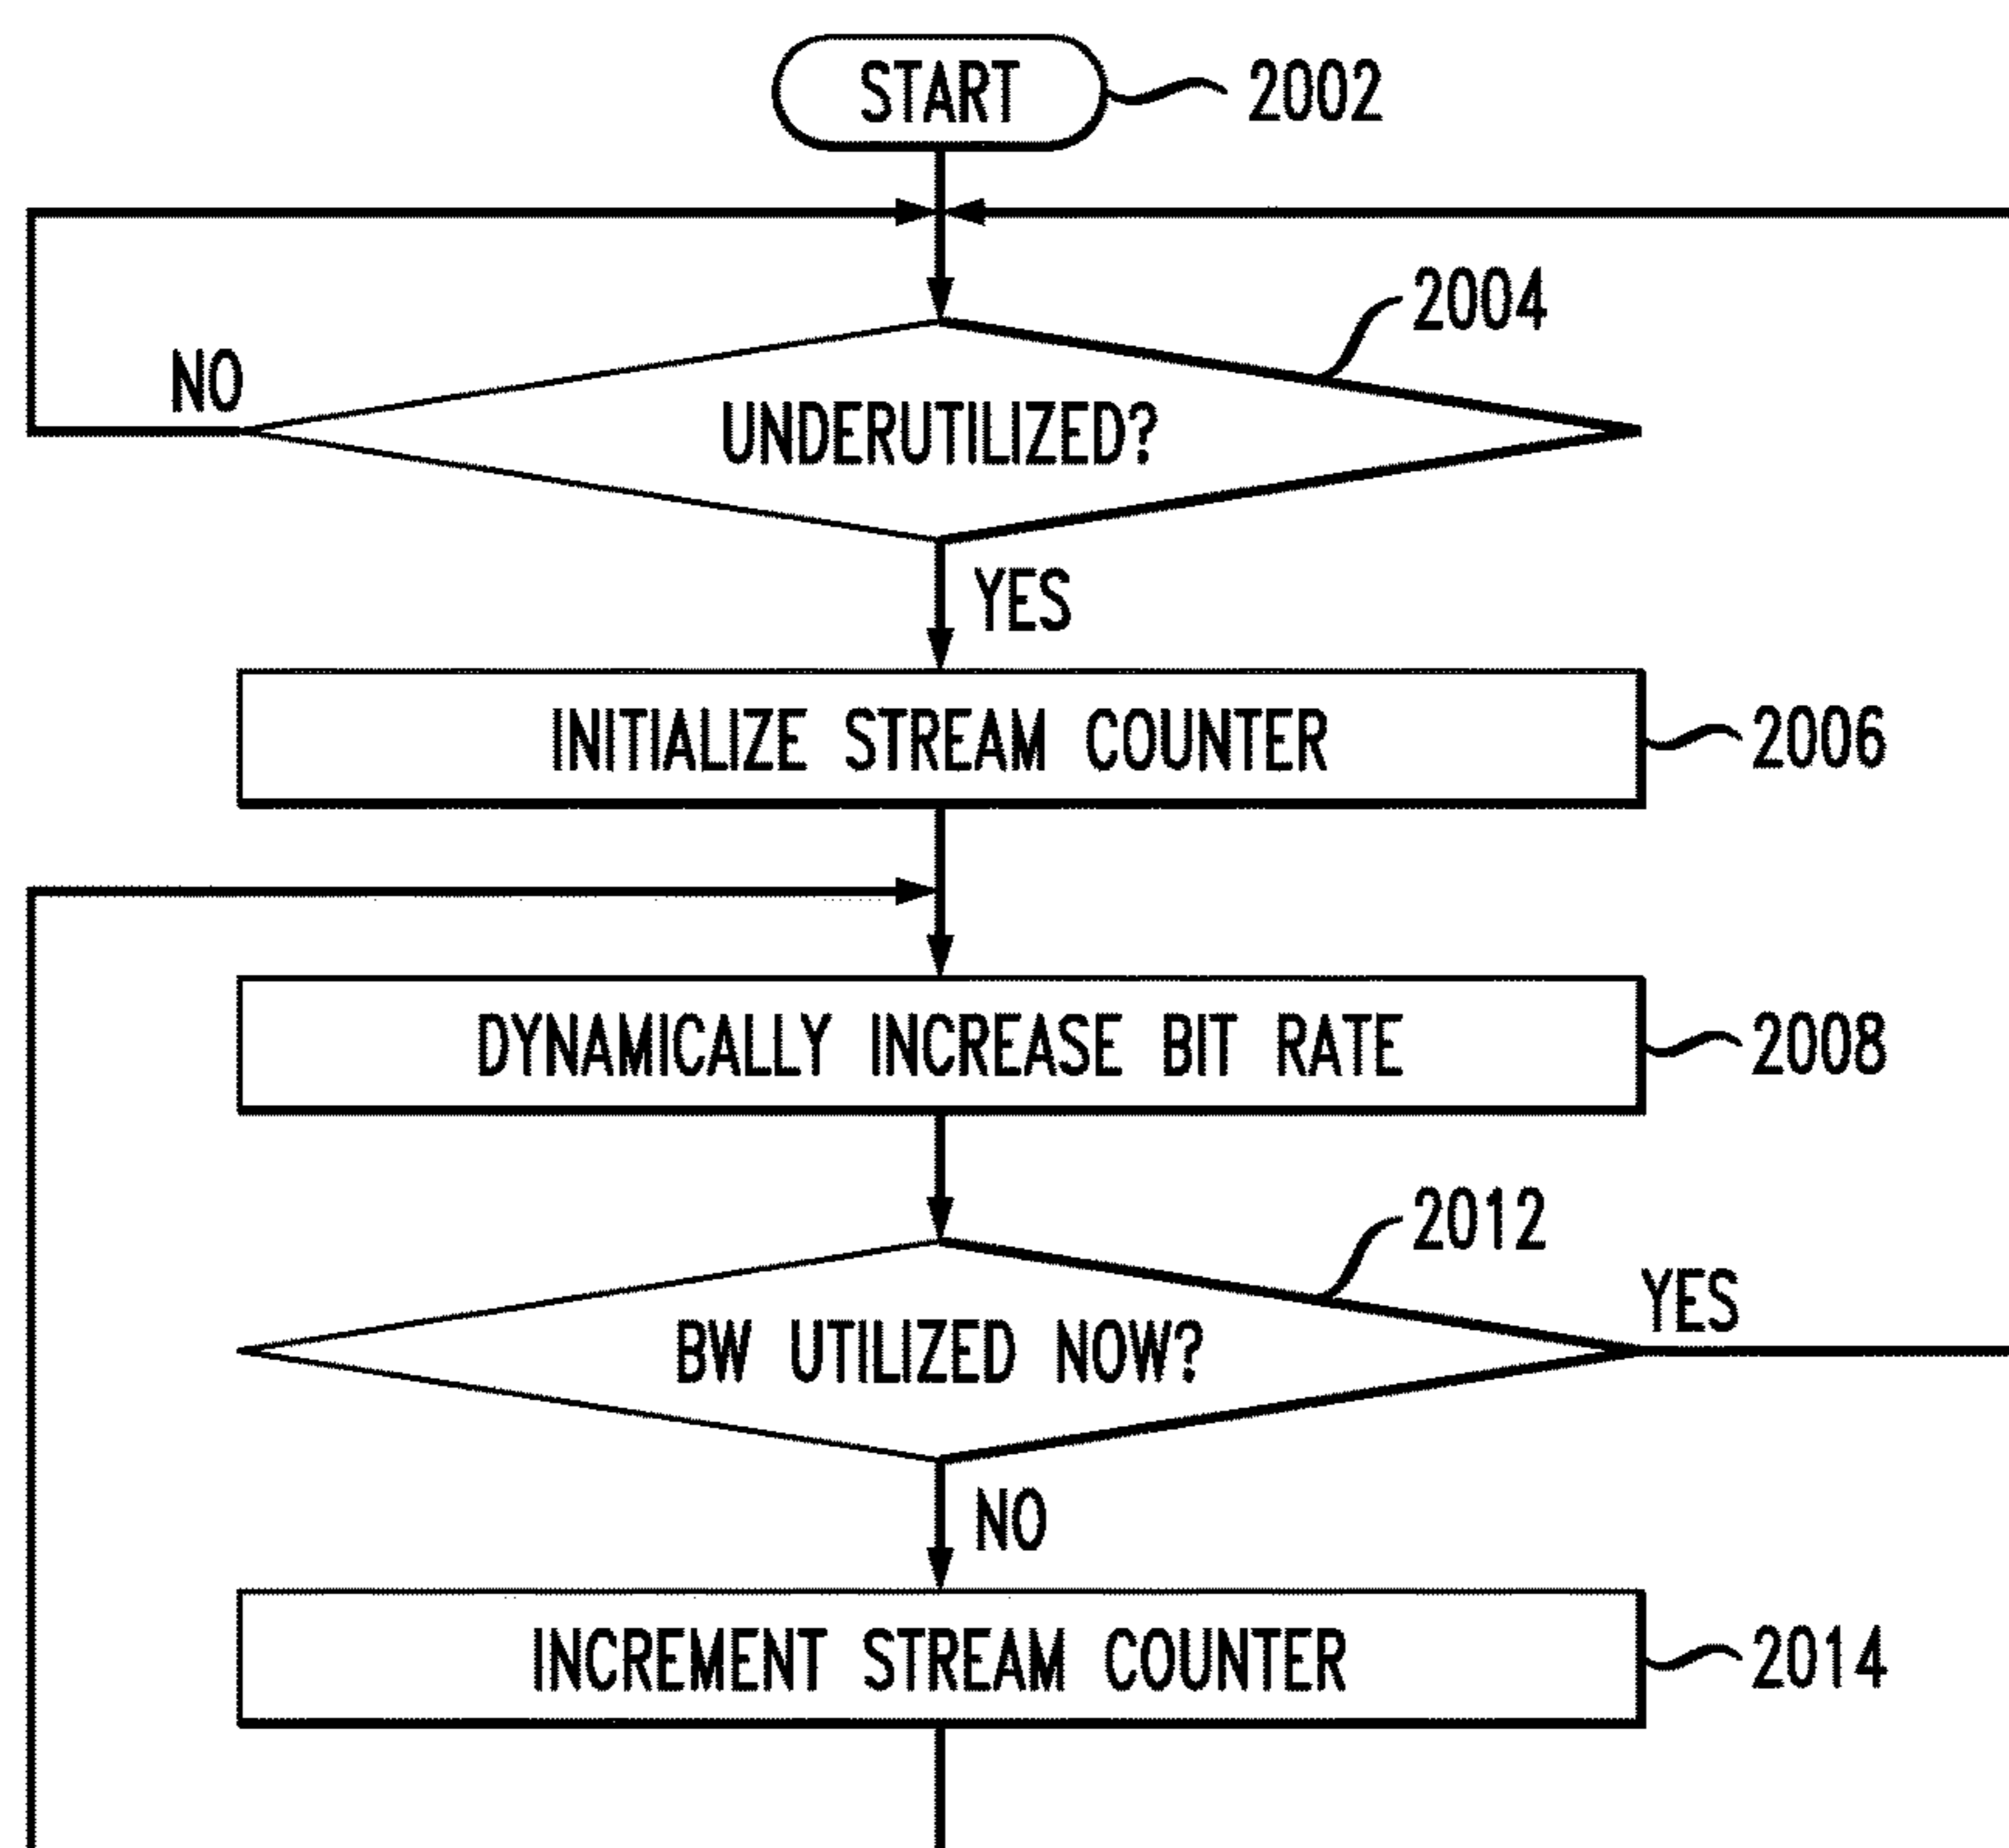 START
2002
2004
NO
UNDERUTILIZED?
YES
INITIALIZE STREAM COUNTER
2006
DYNAMICALLY INCREASE BIT RATE
2008
2012
YES
BW UTILIZED NOW?
NO
INCREMENT STREAM COUNTER
2014